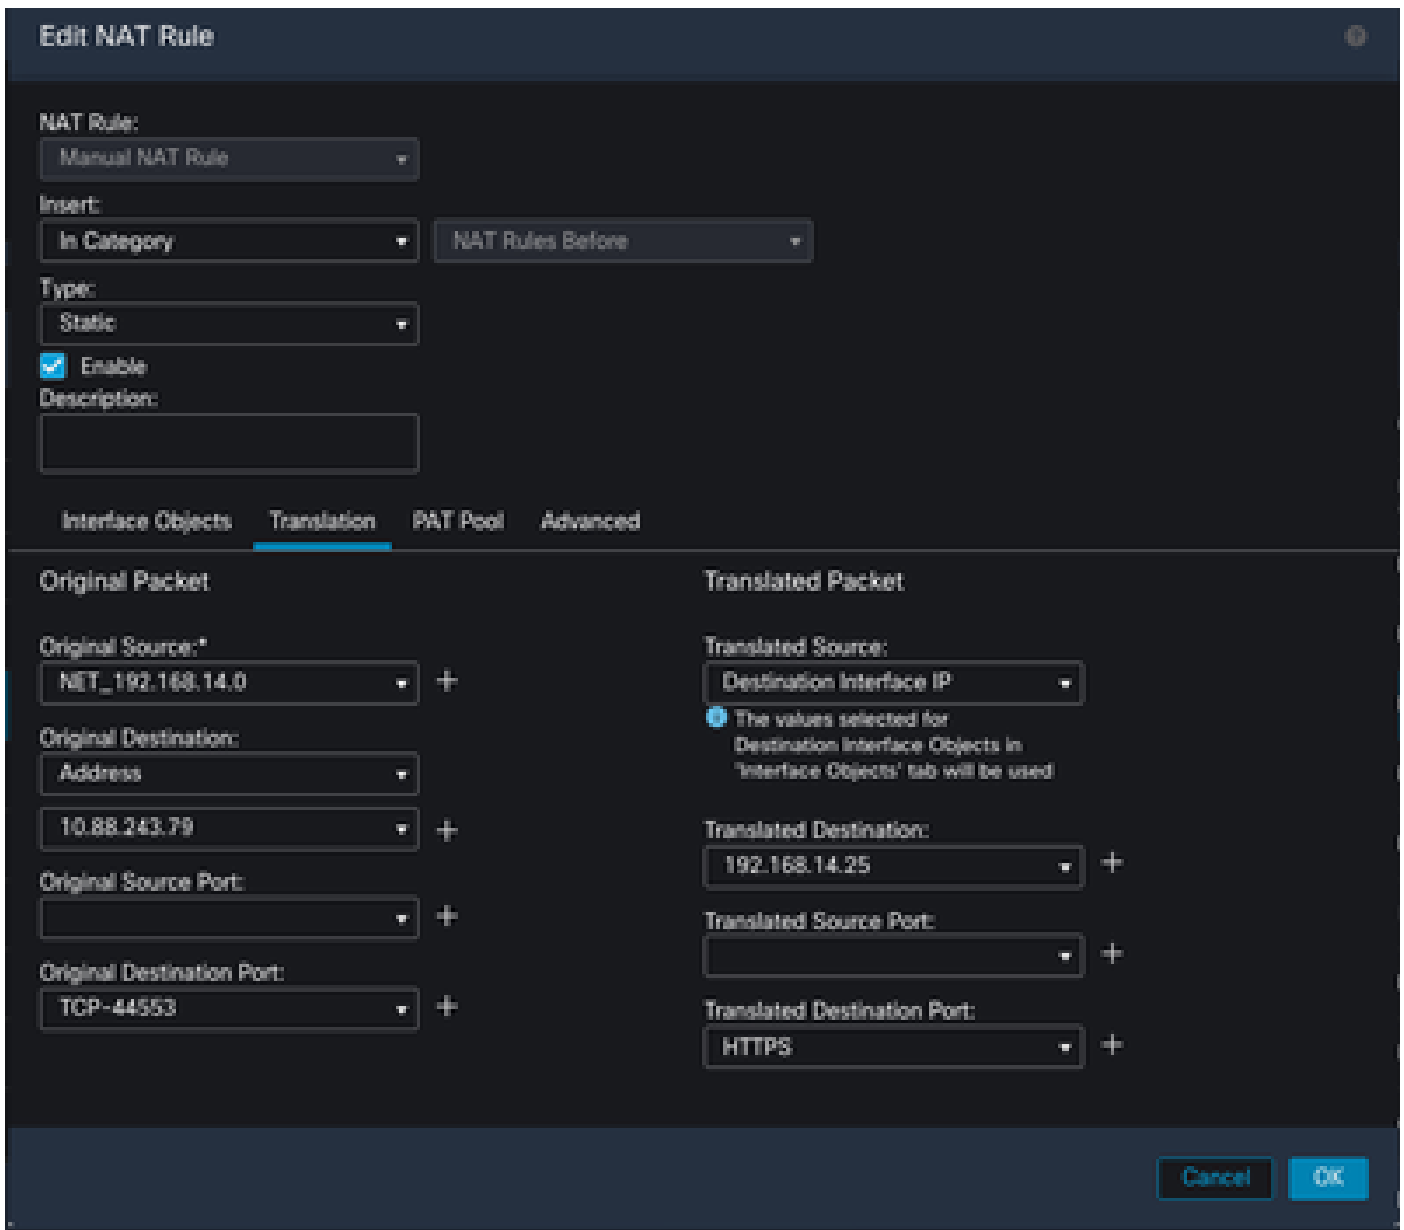 Edit NAT Rule
NAT Rule:
Manual NAT Rule
Insert:
In Category
NAT Rules Before
Type:
Static
Enable
Description:
Interface Objects
Translation
PAT Pool
Advanced
Original Packet
Original Source:*
NET_192.168.14.0
Original Destination:
Address
10.88.243.79
Original Source Port:
Original Destination Port:
TCP-44553
Translated Packet
Translated Source:
Destination Interface IP
The values selected for
Destination Interface Objects in
'Interface Objects' tab will be used
Translated Destination:
192.168.14.25
Translated Source Port:
Translated Destination Port:
HTTPS
Cancel
OK